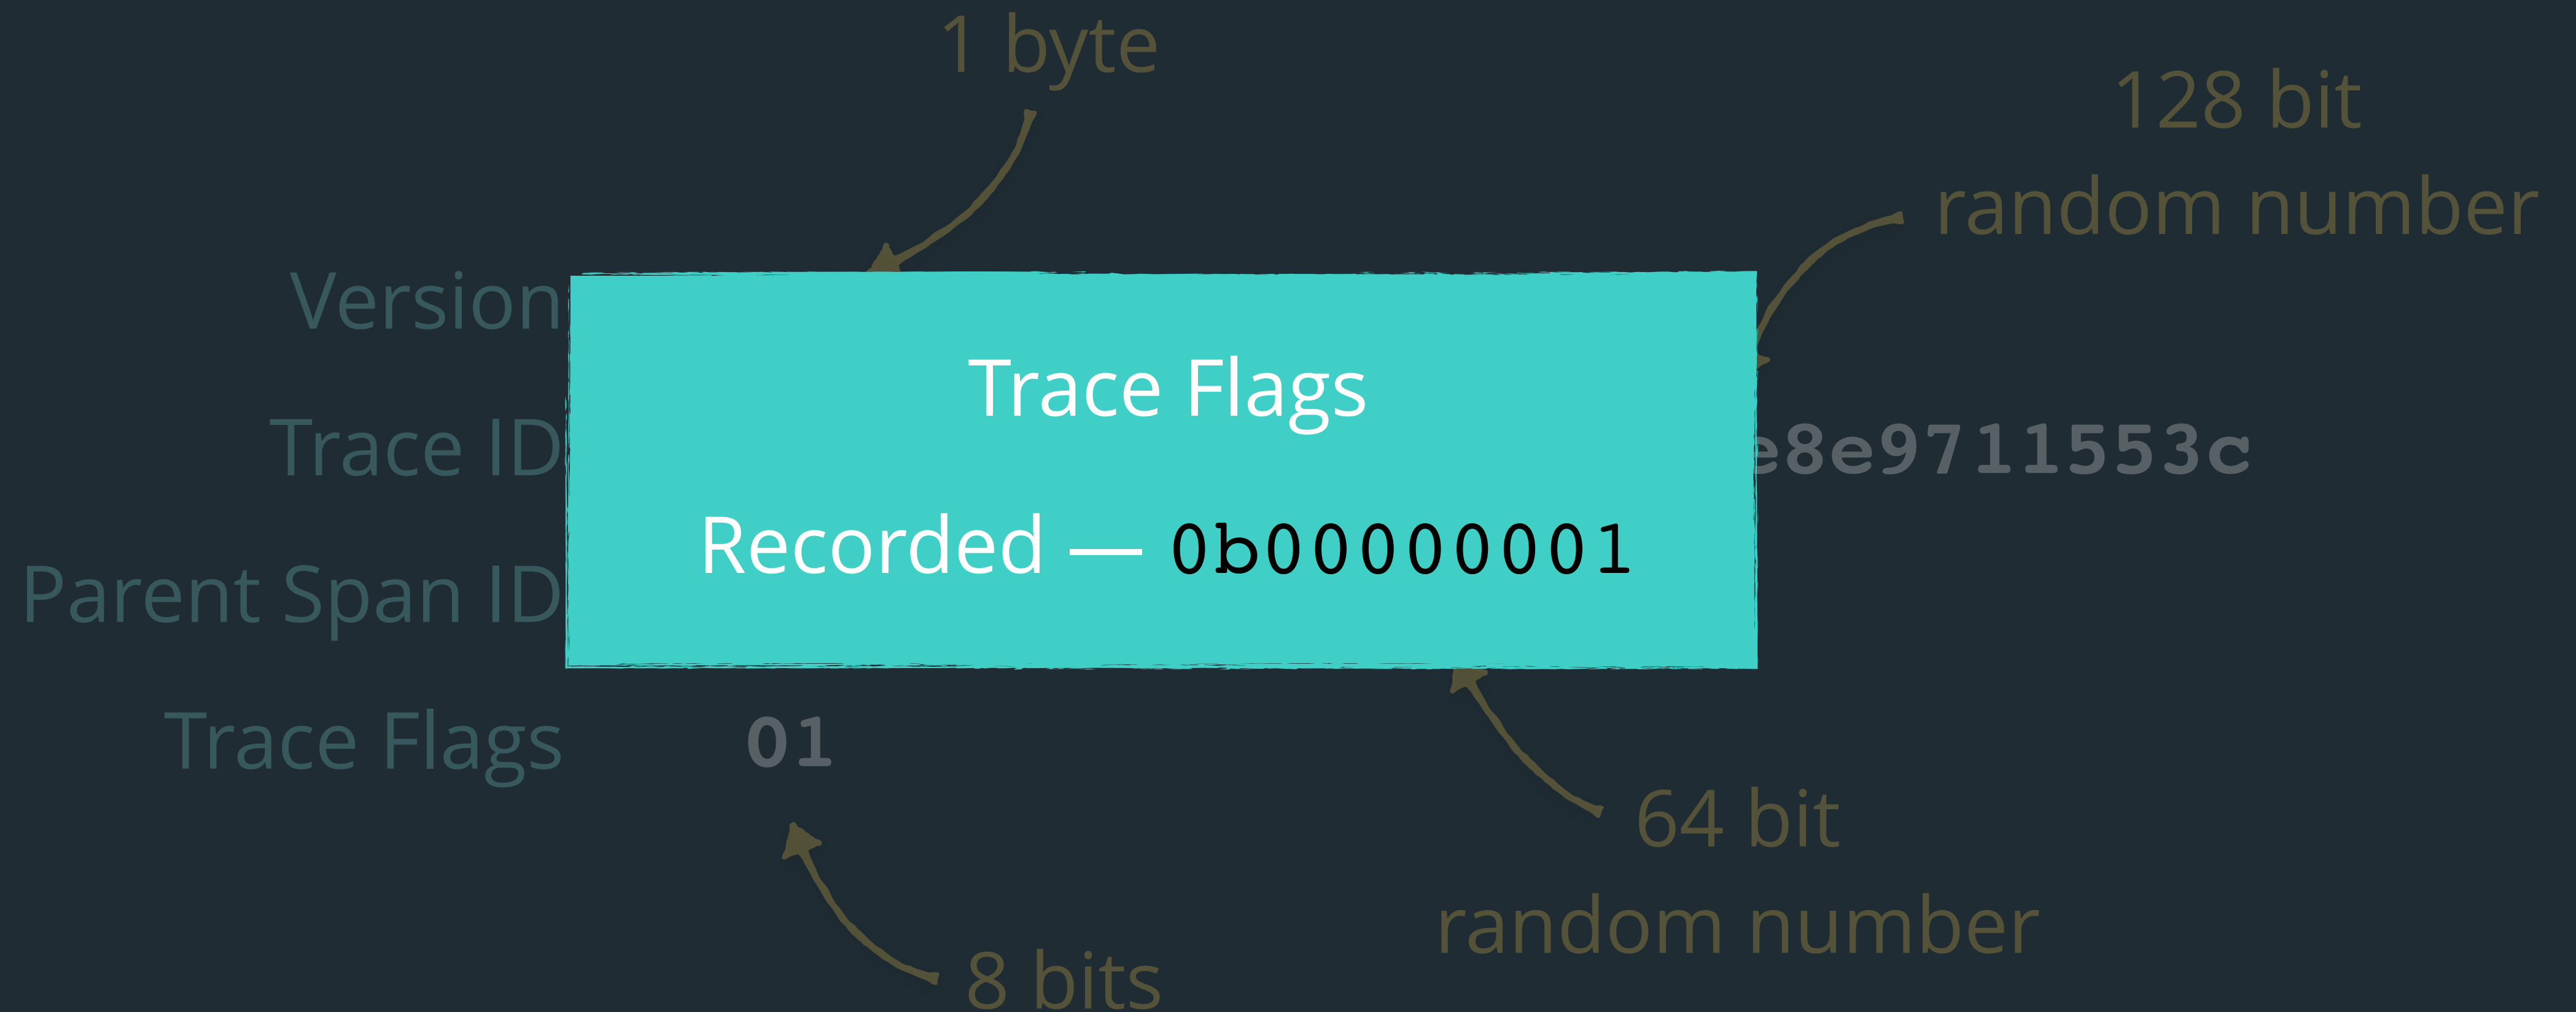 1 byte
128 bit
random number
Version
Trace Flags
Trace ID
e8e9711553c
Recorded — 0b00000001
Parent Span ID
Trace Flags 01
64 bit
random number
8 bits